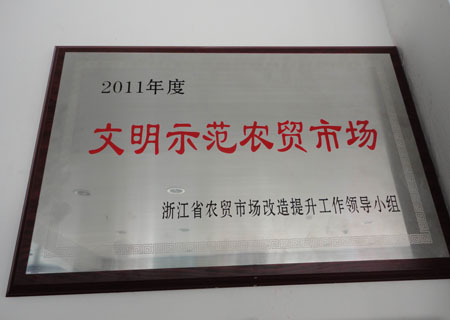 2011年度
文明示范农贸市场
浙江省农贸市场改造提升工作领导小组